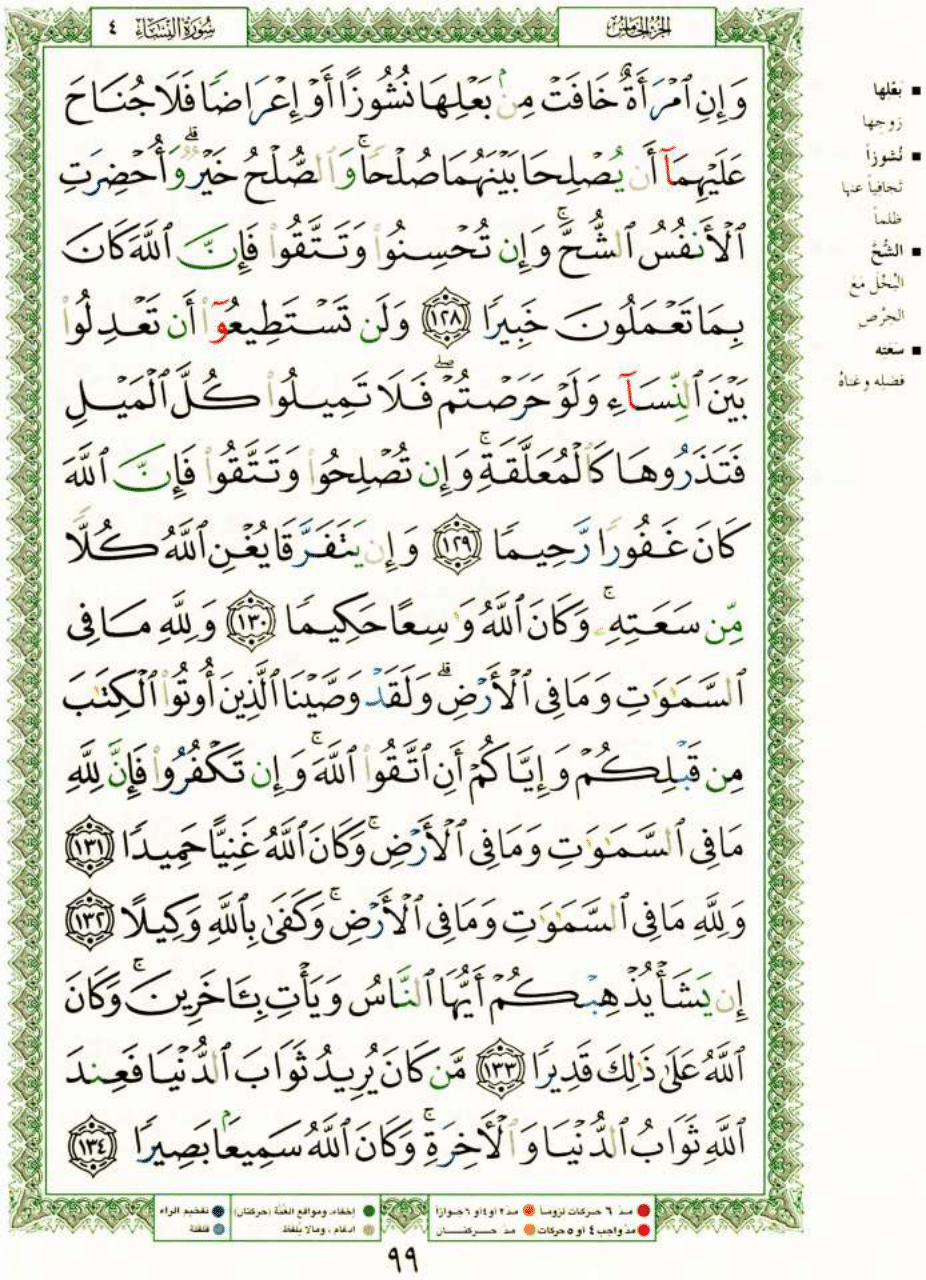 سُورَةُ النِّسَاءِ ٤
الجزء الخامس
وَإِنِ ٱمۡرَأَةٌ خَافَتۡ مِنۢ بَعۡلِهَا نُشُوزًا أَوۡ إِعۡرَاضٗا فَلَا جُنَاحَ
عَلَيۡهِمَآ أَن يُصۡلِحَا بَيۡنَهُمَا صُلۡحٗاۚ وَٱلصُّلۡحُ خَيۡرٞۗ وَأُحۡضِرَتِ
ٱلۡأَنفُسُ ٱلشُّحَّۚ وَإِن تُحۡسِنُواْ وَتَتَّقُواْ فَإِنَّ ٱللَّهَ كَانَ
بِمَا تَعۡمَلُونَ خَبِيرٗا ١٢٨ وَلَن تَسۡتَطِيعُوٓاْ أَن تَعۡدِلُواْ
بَيۡنَ ٱلنِّسَآءِ وَلَوۡ حَرَصۡتُمۡۖ فَلَا تَمِيلُواْ كُلَّ ٱلۡمَيۡلِ
فَتَذَرُوهَا كَٱلۡمُعَلَّقَةِۚ وَإِن تُصۡلِحُواْ وَتَتَّقُواْ فَإِنَّ ٱللَّهَ
كَانَ غَفُورٗا رَّحِيمٗا ١٢٩ وَإِن يَتَفَرَّقَا يُغۡنِ ٱللَّهُ كُلّٗا
مِّن سَعَتِهِۦۚ وَكَانَ ٱللَّهُ وَٰسِعًا حَكِيمٗا ١٣٠ وَلِلَّهِ مَا فِي
ٱلسَّمَٰوَٰتِ وَمَا فِي ٱلۡأَرۡضِۗ وَلَقَدۡ وَصَّيۡنَا ٱلَّذِينَ أُوتُواْ ٱلۡكِتَٰبَ
مِن قَبۡلِكُمۡ وَإِيَّاكُمۡ أَنِ ٱتَّقُواْ ٱللَّهَۚ وَإِن تَكۡفُرُواْ فَإِنَّ لِلَّهِ
مَا فِي ٱلسَّمَٰوَٰتِ وَمَا فِي ٱلۡأَرۡضِۚ وَكَانَ ٱللَّهُ غَنِيًّا حَمِيدٗا ١٣١
وَلِلَّهِ مَا فِي ٱلسَّمَٰوَٰتِ وَمَا فِي ٱلۡأَرۡضِۚ وَكَفَىٰ بِٱللَّهِ وَكِيلًا ١٣٢
إِن يَشَأۡ يُذۡهِبۡكُمۡ أَيُّهَا ٱلنَّاسُ وَيَأۡتِ بِـَٔاخَرِينَۚ وَكَانَ
ٱللَّهُ عَلَىٰ ذَٰلِكَ قَدِيرٗا ١٣٣ مَّن كَانَ يُرِيدُ ثَوَابَ ٱلدُّنۡيَا فَعِندَ
ٱللَّهِ ثَوَابُ ٱلدُّنۡيَا وَٱلۡأٓخِرَةِۚ وَكَانَ ٱللَّهُ سَمِيعَۢا بَصِيرٗا ١٣٤
■ بَعْلِها
زوجها
■ نُشوزاً
تجافياً عنها
ظلماً
■ الشُّحَّ
البُخْلَ مَعَ
الحِرْصِ
■ سَعَتِهِ
فضلِه وغناهُ
مدّ ٦ حركات لزوماً مدّ ٢ أو ٤ أو ٦ جوازاً
مدّ واجب ٤ أو ٥ حركات مدّ حركتان
إخفاء، ومواقع الغُنَّة (حركتان)
ادغام، وما لا يُلفَظ
تفخيم الراء
قلقلة
٩٩